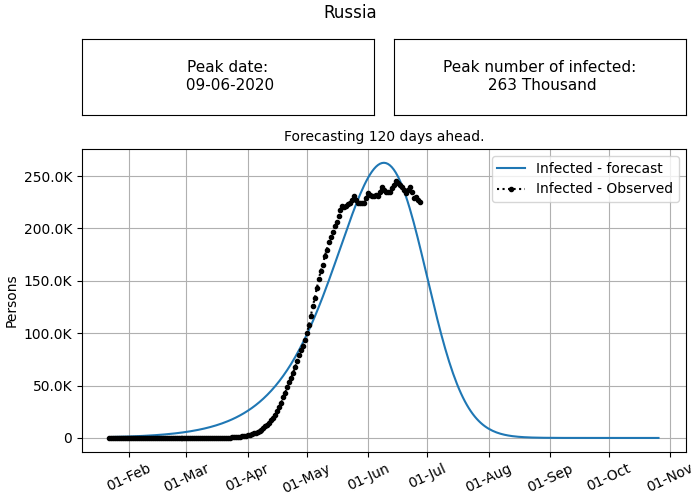 Russia
Peak date:
09-06-2020
Peak number of infected:
263 Thousand
Forecasting 120 days ahead.
Infected - forecast
Infected - Observed
Persons
250.0K
200.0K
150.0K
100.0K
50.0K
0
01-Feb
01-Mar
01-Apr
01-May
01-Jun
01-Jul
01-Aug
01-Sep
01-Oct
01-Nov